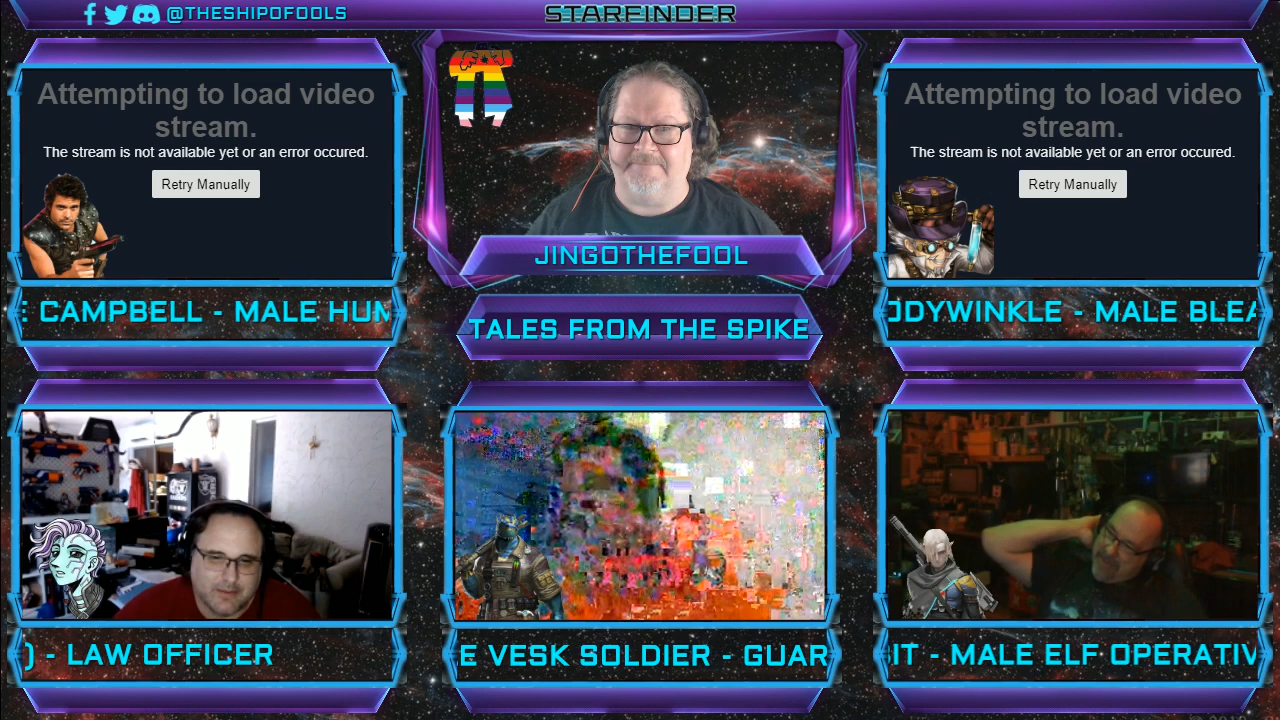 @THESHIPOFFOOLS
STARFINDER
Attempting to load video
stream.
The stream is not available yet or an error occured.
Retry Manually
JINGOTHEFOOL
Attempting to load video
stream.
The stream is not available yet or an error occured.
Retry Manually
E CAMPBELL - MALE HUM
TALES FROM THE SPIKE
ODYWINKLE - MALE BLEA
) - LAW OFFICER
E VESK SOLDIER - GUAR
IT - MALE ELF OPERATIV